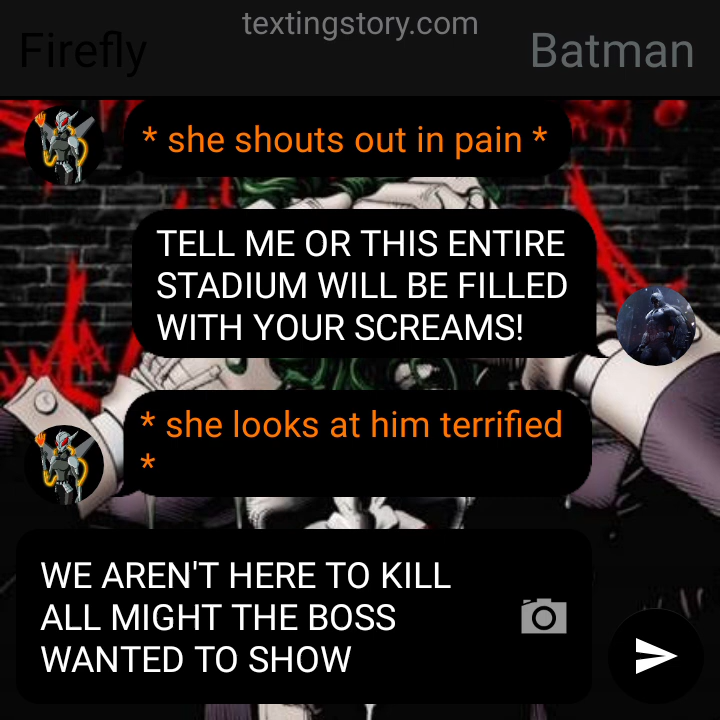 textingstory.com
Firefly
Batman
* she shouts out in pain *
TELL ME OR THIS ENTIRE
STADIUM WILL BE FILLED
WITH YOUR SCREAMS!
* she looks at him terrified
*
WE AREN'T HERE TO KILL
ALL MIGHT THE BOSS
WANTED TO SHOW